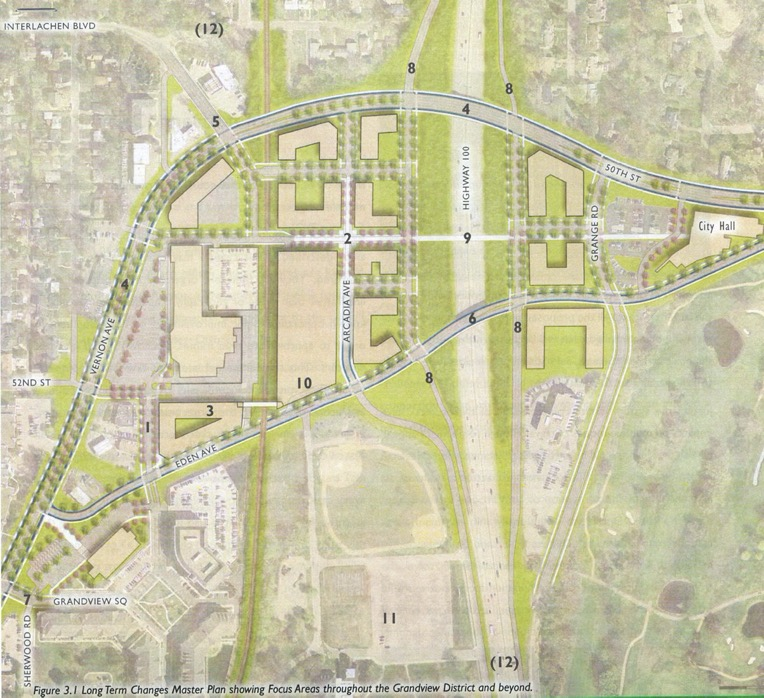 INTERLACHEN BLVD
(12)
8
8
4
5
50TH ST
HIGHWAY 100
GRANGE RD
City Hall
2
9
4
ARCADIA AVE
6
8
VERNON AVE
8
52ND ST
10
3
1
EDEN AVE
7
GRANDVIEW SQ
11
SHERWOOD RD
(12)
Figure 3.1 Long Term Changes Master Plan showing Focus Areas throughout the Grandview District and beyond.